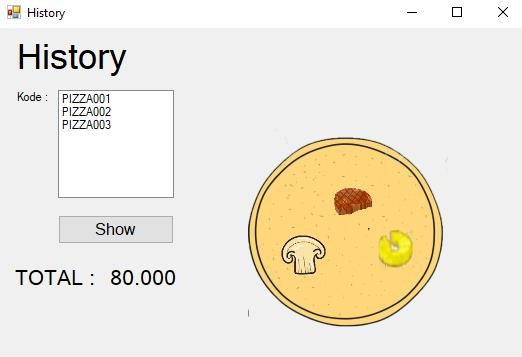 History
History
Kode :
PIZZA001
PIZZA002
PIZZA003
Show
TOTAL : 80.000